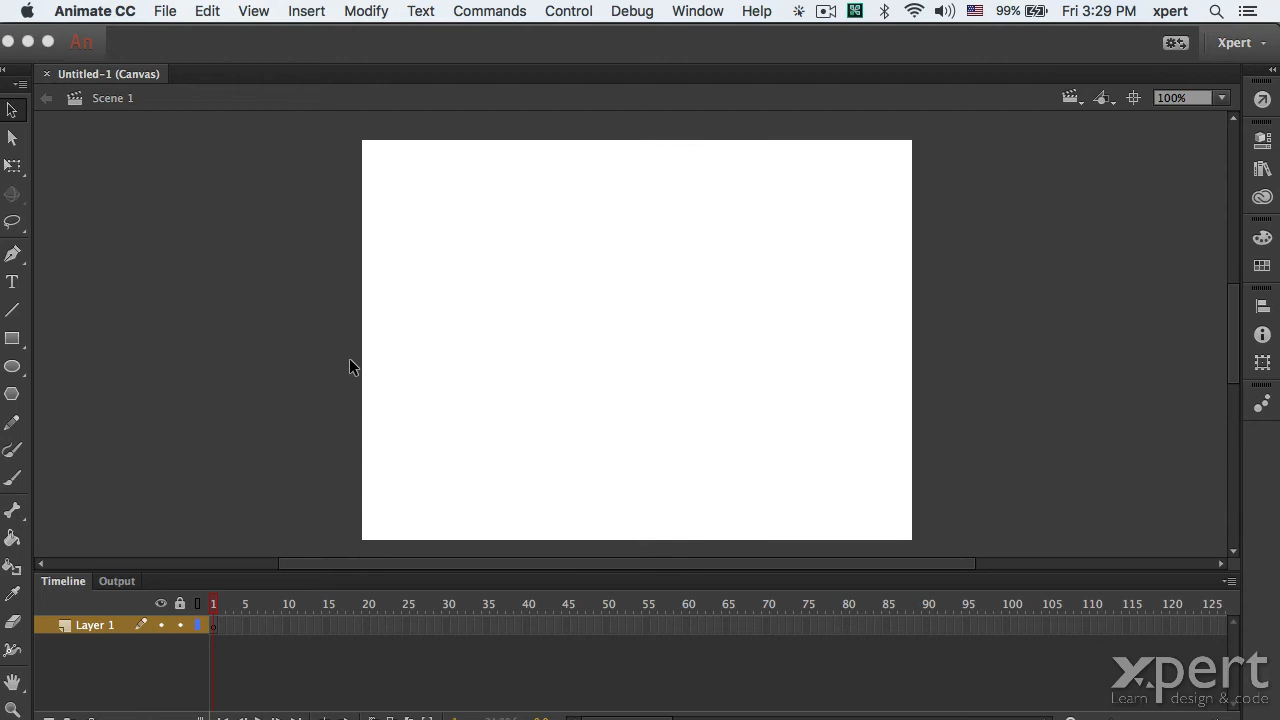 Animate CC File Edit View Insert Modify Text Commands Control Debug Window Help 99% Fri 3:29 PM xpert
An Xpert
Untitled-1 (Canvas)
Scene 1 100%
T
Timeline Output
1 5 10 15 20 25 30 35 40 45 50 55 60 65 70 75 80 85 90 95 100 105 110 115 120 125
Layer 1
xpert
Learn design & code